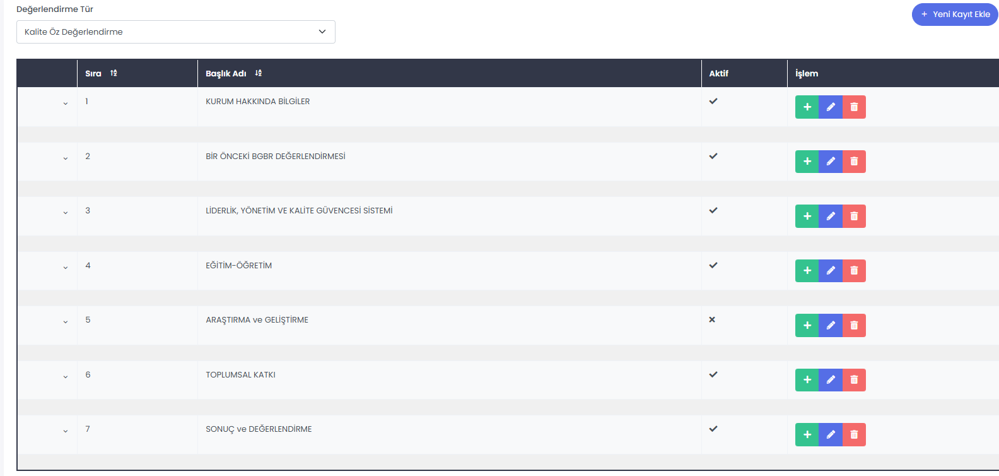 Değerlendirme Tür
Yeni Kayıt Ekle
Kalite Öz Değerlendirme
Sıra Başlık Adı Aktif İşlem
1 KURUM HAKKINDA BİLGİLER
2 BİR ÖNCEKİ BGBR DEĞERLENDİRMESİ
3 LİDERLİK, YÖNETİM VE KALİTE GÜVENCESİ SİSTEMİ
4 EĞİTİM-ÖĞRETİM
5 ARAŞTIRMA ve GELİŞTİRME
6 TOPLUMSAL KATKI
7 SONUÇ ve DEĞERLENDİRME